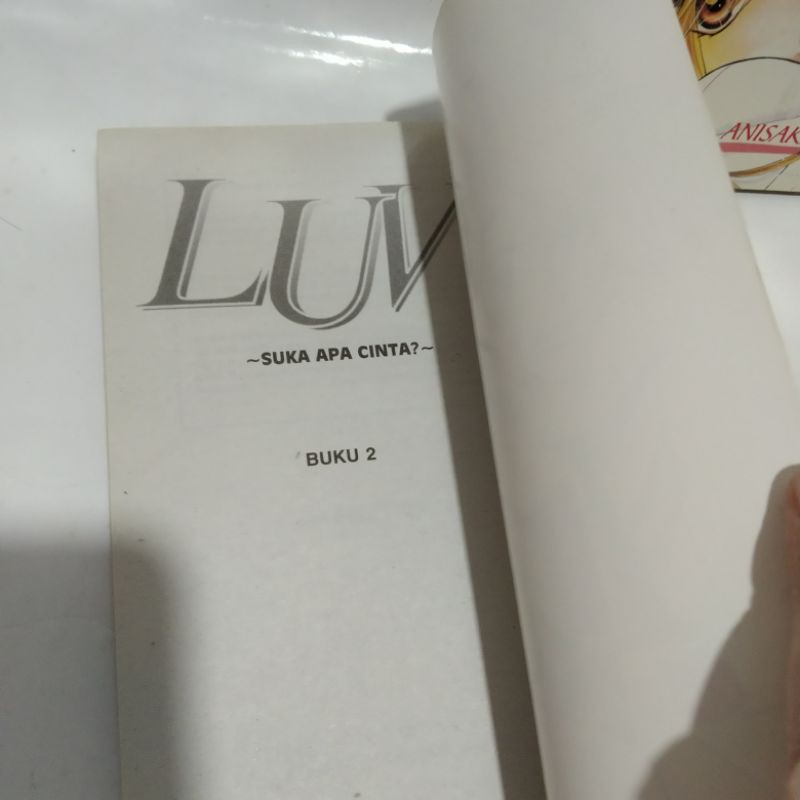 LUV
~SUKA APA CINTA?~
BUKU 2
ANISAK